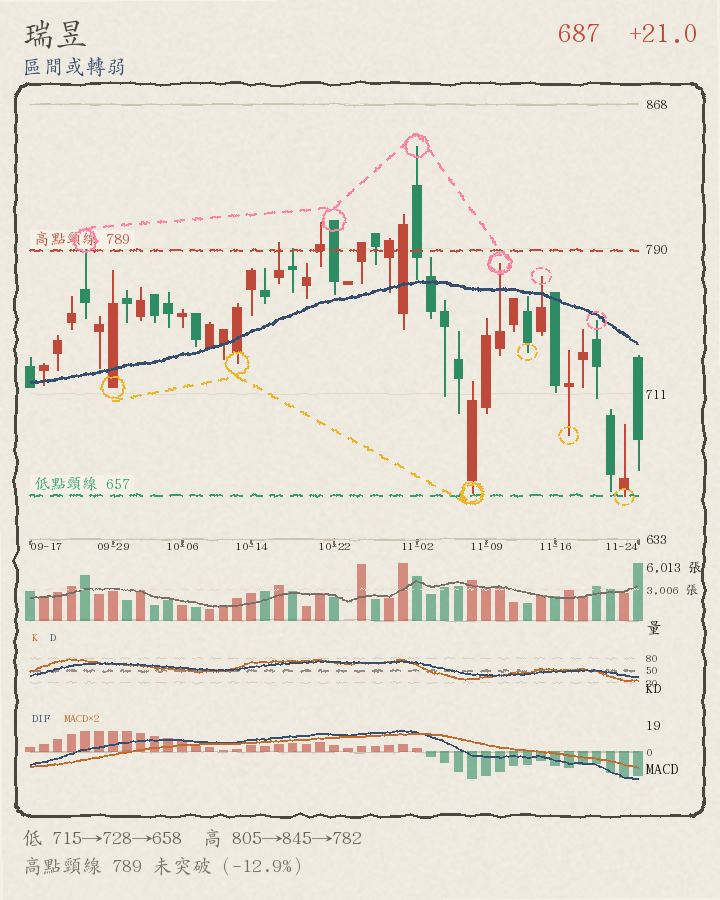 瑞昱
687 +21.0
區間或轉弱
868
高點頸線 789
790
711
低點頸線 657
633
09-17 09-29 10-06 10-14 10-22 11-02 11-09 11-16 11-24
6,013 張
3,006 張
量
K D
80
50
20
KD
DIF MACD×2
19
0
MACD
低 715→728→658 高 805→845→782
高點頸線 789 未突破 (-12.9%)